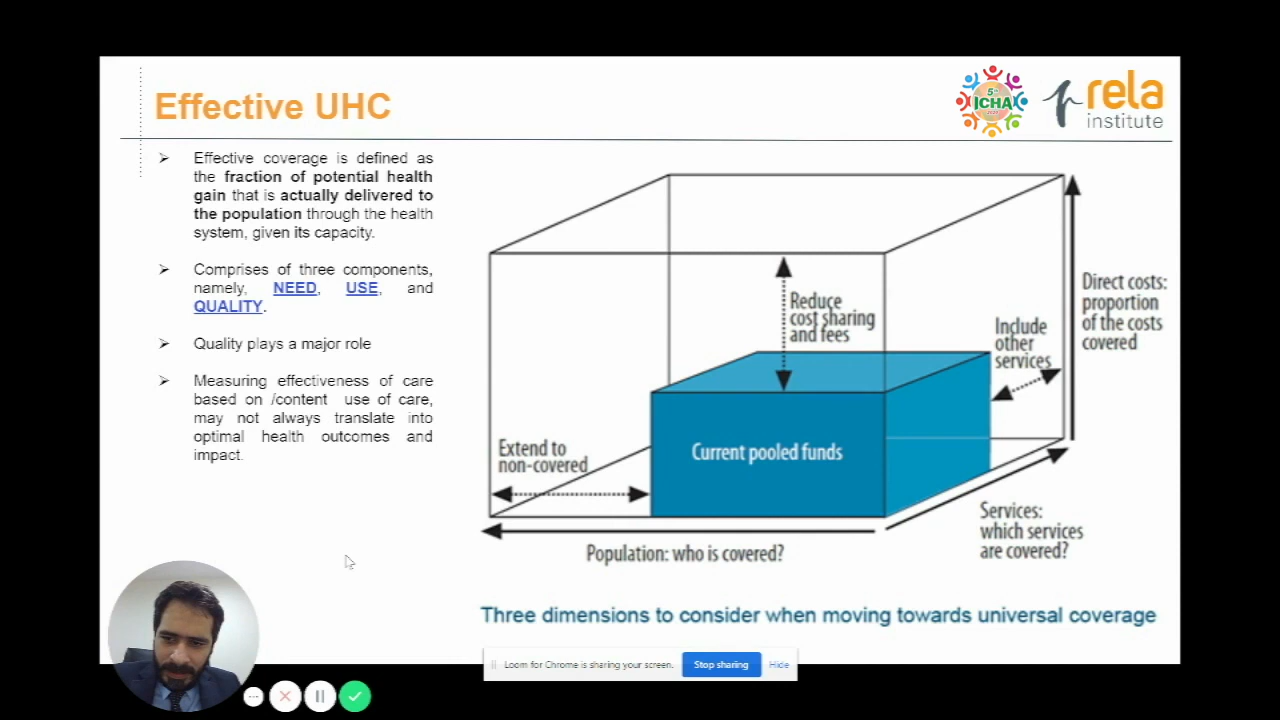 Effective UHC
5th
ICHA
rela
institute
➢ Effective coverage is defined as
the fraction of potential health
gain that is actually delivered to
the population through the health
system, given its capacity.
➢ Comprises of three components,
namely, NEED, USE, and
QUALITY.
➢ Quality plays a major role
➢ Measuring effectiveness of care
based on /content use of care,
may not always translate into
optimal health outcomes and
impact.
Reduce
cost sharing
and fees
Include
other
services
Direct costs:
proportion
of the costs
covered
Extend to
non-covered
Current pooled funds
Services:
which services
are covered?
Population: who is covered?
Three dimensions to consider when moving towards universal coverage
Loom for Chrome is sharing your screen. Stop sharing Hide